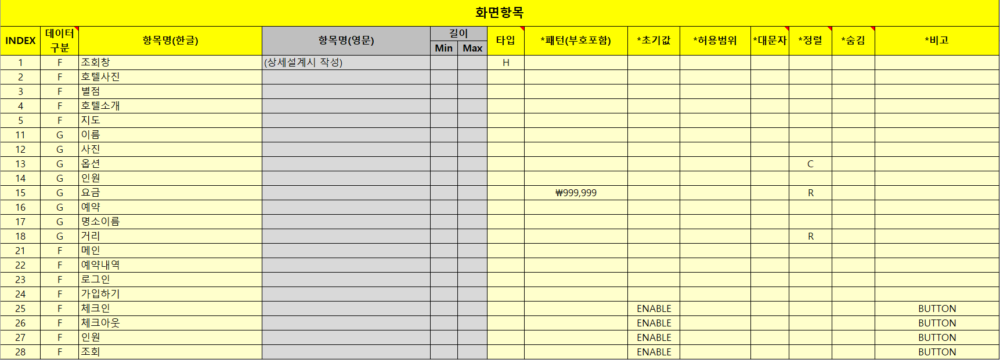 화면항목
INDEX 데이터 구분 항목명(한글) 항목명(영문) 길이 Min Max 타입 *패턴(부호포함) *초기값 *허용범위 *대문자 *정렬 *숨김 *비고
1 F 조회창 (상세설계시 작성) H
2 F 호텔사진
3 F 별점
4 F 호텔소개
5 F 지도
11 G 이름
12 G 사진
13 G 옵션 C
14 G 인원
15 G 요금 ₩999,999 R
16 G 예약
17 G 명소이름
18 G 거리 R
21 F 메인
22 F 예약내역
23 F 로그인
24 F 가입하기
25 F 체크인 ENABLE BUTTON
26 F 체크아웃 ENABLE BUTTON
27 F 인원 ENABLE BUTTON
28 F 조회 ENABLE BUTTON